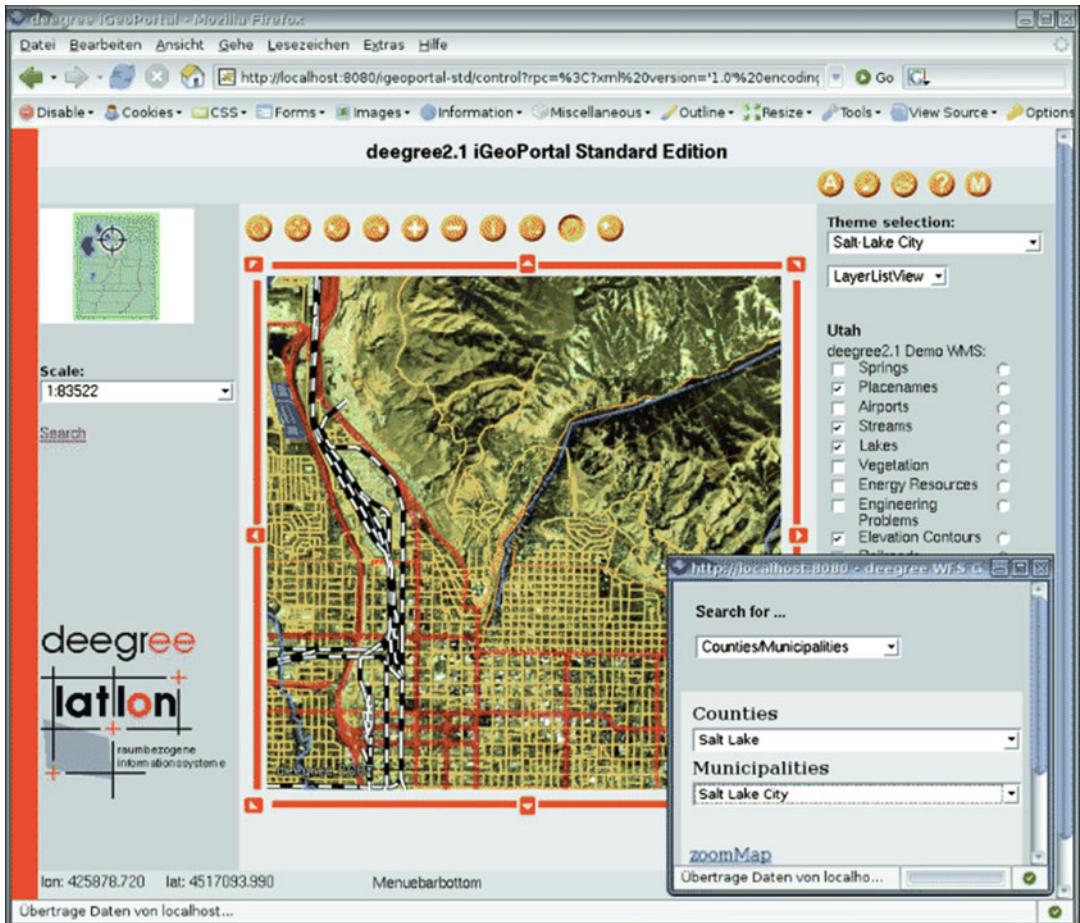 deegree iGeoPortal - Mozilla Firefox
Datei Bearbeiten Ansicht Gehe Lesezeichen Extras Hilfe
http://localhost:8080/igeoportal-std/control?rpc=%3C?xml%20version='1.0'%20encoding
Go
Disable Cookies CSS Forms Images Information Miscellaneous Outline Resize Tools View Source Options
deegree2.1 iGeoPortal Standard Edition
A ? M
Theme selection:
Salt-Lake City
LayerListView
Utah
deegree2.1 Demo WMS:
Springs
Placenames
Airports
Streams
Lakes
Vegetation
Energy Resources
Engineering
Problems
Elevation Contours
Railroads
Scale:
1:83522
Search
deegree
lat lon
raumbezogene
informationssysteme
http://localhost:8080 - deegree WFS G
Search for ...
Counties/Municipalities
Counties
Salt Lake
Municipalities
Salt Lake City
zoomMap
Übertrage Daten von localho...
lon: 425878.720 lat: 4517093.990 Menuebarbottom
Übertrage Daten von localhost...